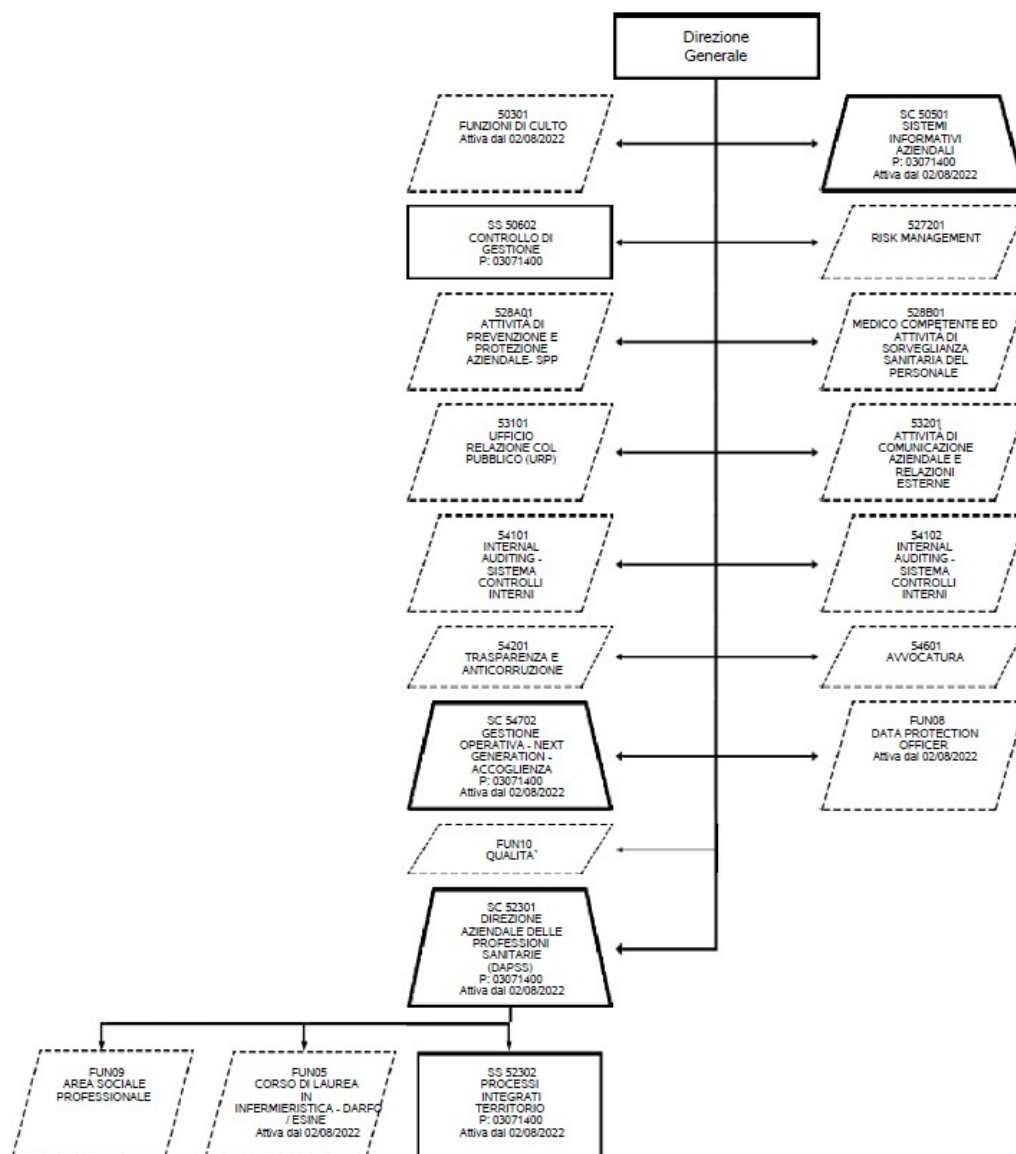 Direzione
Generale
50301
FUNZIONI DI CULTO
Attiva dal 02/08/2022
SC 50501
SISTEMI
INFORMATIVI
AZIENDALI
P: 03071400
Attiva dal 02/08/2022
SS 50602
CONTROLLO DI
GESTIONE
P: 03071400
527201
RISK MANAGEMENT
528A01
ATTIVITÀ DI
PREVENZIONE E
PROTEZIONE
AZIENDALE- SPP
528B01
MEDICO COMPETENTE ED
ATTIVITÀ DI
SORVEGLIANZA
SANITARIA DEL
PERSONALE
53101
UFFICIO
RELAZIONE COL
PUBBLICO (URP)
53201
ATTIVITÀ DI
COMUNICAZIONE
AZIENDALE E
RELAZIONI
ESTERNE
54101
INTERNAL
AUDITING -
SISTEMA
CONTROLLI
INTERNI
54102
INTERNAL
AUDITING -
SISTEMA
CONTROLLI
INTERNI
54201
TRASPARENZA E
ANTICORRUZIONE
54601
AVVOCATURA
SC 54702
GESTIONE
OPERATIVA - NEXT
GENERATION -
ACCOGLIENZA
P: 03071400
Attiva dal 02/08/2022
FUN08
DATA PROTECTION
OFFICER
Attiva dal 02/08/2022
FUN10
QUALITA`
SC 52301
DIREZIONE
AZIENDALE DELLE
PROFESSIONI
SANITARIE
(DAPSS)
P: 03071400
Attiva dal 02/08/2022
FUN09
AREA SOCIALE
PROFESSIONALE
FUN05
CORSO DI LAUREA
IN
INFERMIERISTICA - DARFO
/ ESINE
Attiva dal 02/08/2022
SS 52302
PROCESSI
INTEGRATI
TERRITORIO
P: 03071400
Attiva dal 02/08/2022